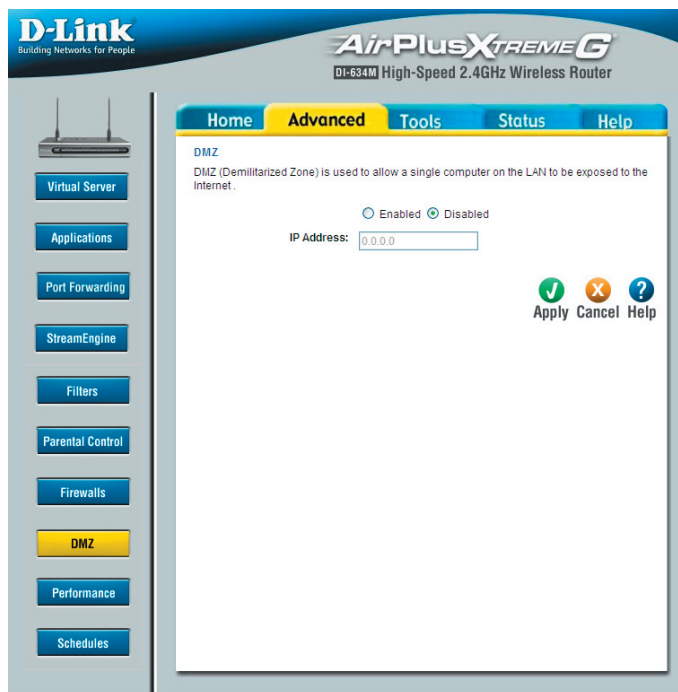 D-Link
Building Networks for People
AirPlus XTREME G
DI-634M High-Speed 2.4GHz Wireless Router
Home Advanced Tools Status Help
Virtual Server
Applications
Port Forwarding
StreamEngine
Filters
Parental Control
Firewalls
DMZ
Performance
Schedules
DMZ
DMZ (Demilitarized Zone) is used to allow a single computer on the LAN to be exposed to the
Internet .
Enabled Disabled
IP Address: 0.0.0.0
Apply Cancel Help